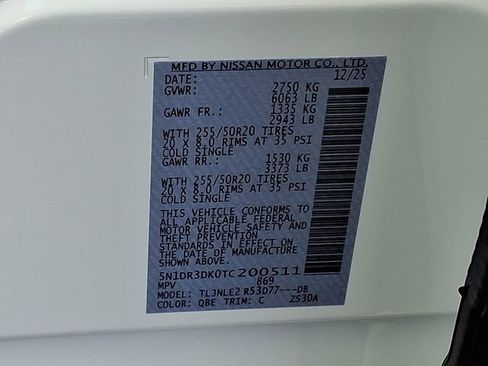 MFD BY NISSAN MOTOR CO., LTD.
DATE: 12/25
GVWR: 2750 KG
6063 LB
GAWR FR.: 1335 KG
2943 LB
WITH 255/50R20 TIRES
20 X 8.0 RIMS AT 35 PSI
COLD SINGLE
GAWR RR.: 1530 KG
3373 LB
WITH 255/50R20 TIRES
20 X 8.0 RIMS AT 35 PSI
COLD SINGLE
THIS VEHICLE CONFORMS TO
ALL APPLICABLE FEDERAL
MOTOR VEHICLE SAFETY AND
THEFT PREVENTION
STANDARDS IN EFFECT ON
THE DATE OF MANUFACTURE
SHOWN ABOVE.
5N1DR3DK0TC200511
MPV 869
MODEL: TLJNLE2 R53D77---DB
COLOR: QBE TRIM: C ZS30A